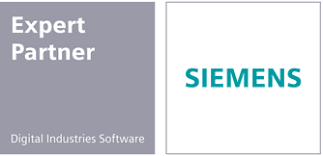 Expert
Partner
Digital Industries Software
SIEMENS